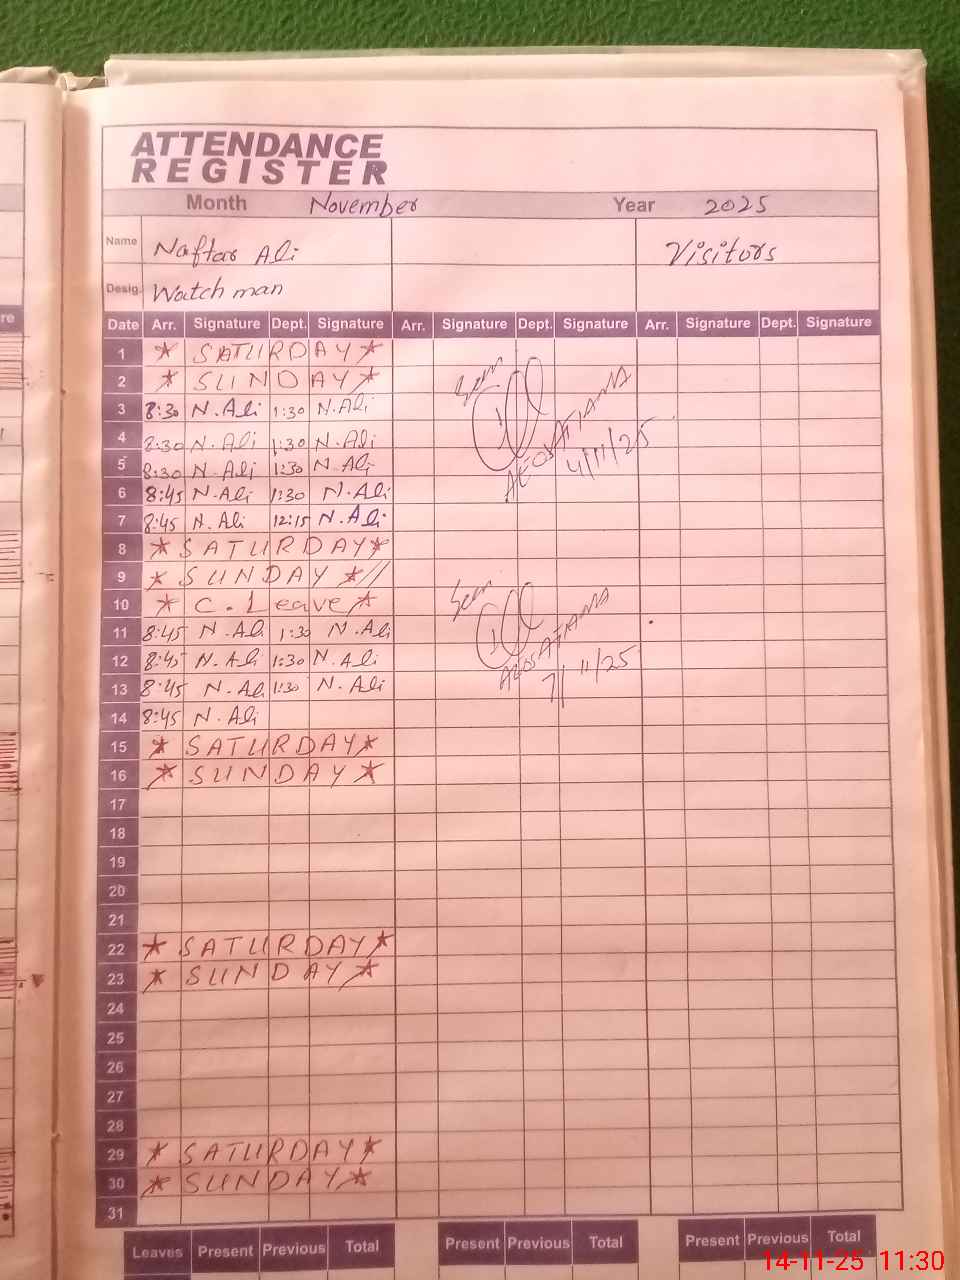 ATTENDANCE
REGISTER
Month November Year 2025
Name Naftar Ali Visitors
Desig. Watch man
Date Arr. Signature Dept. Signature Arr. Signature Dept. Signature Arr. Signature Dept. Signature
1 * SATURDAY *
2 * SUNDAY * Seen
3 8:30 N.Ali 1:30 N.Ali
4 8:30 N.Ali 1:30 N.Ali
5 8:30 N.Ali 1:30 N.Ali 4/11/25
6 8:45 N.Ali 1:30 N.Ali
7 8:45 N.Ali 12:15 N.Ali
8 * SATURDAY *
9 * SUNDAY * //
10 * C. Leave * Seen
11 8:45 N.Ali 1:30 N.Ali
12 8:45 N.Ali 1:30 N.Ali
13 8:45 N.Ali 1:30 N.Ali 7/11/25
14 8:45 N.Ali
15 * SATURDAY *
16 * SUNDAY *
17
18
19
20
21
22 * SATURDAY *
23 * SUNDAY *
24
25
26
27
28
29 * SATURDAY *
30 * SUNDAY *
31
Leaves Present Previous Total Present Previous Total Present Previous Total
14-11-25 11:30